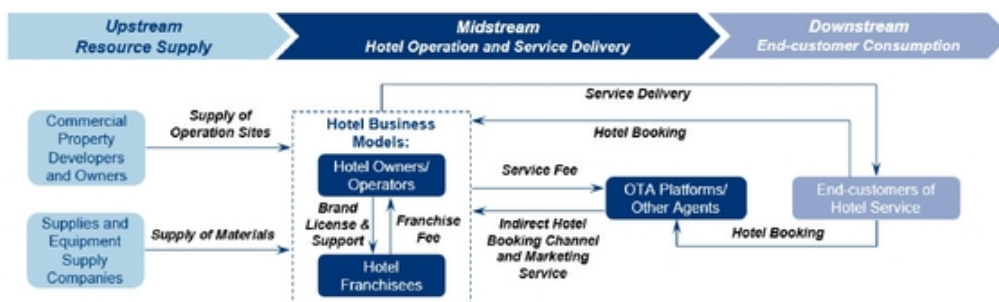 Upstream
Resource Supply
Midstream
Hotel Operation and Service Delivery
Downstream
End-customer Consumption
Commercial
Property
Developers
and Owners
Supply of
Operation Sites
Supplies and
Equipment
Supply
Companies
Supply of Materials
Hotel Business
Models:
Hotel Owners/
Operators
Brand
License &
Support
Franchise
Fee
Hotel
Franchisees
Service Delivery
Hotel Booking
Service Fee
Indirect Hotel
Booking Channel
and Marketing
Service
OTA Platforms/
Other Agents
End-customers of
Hotel Service
Hotel Booking